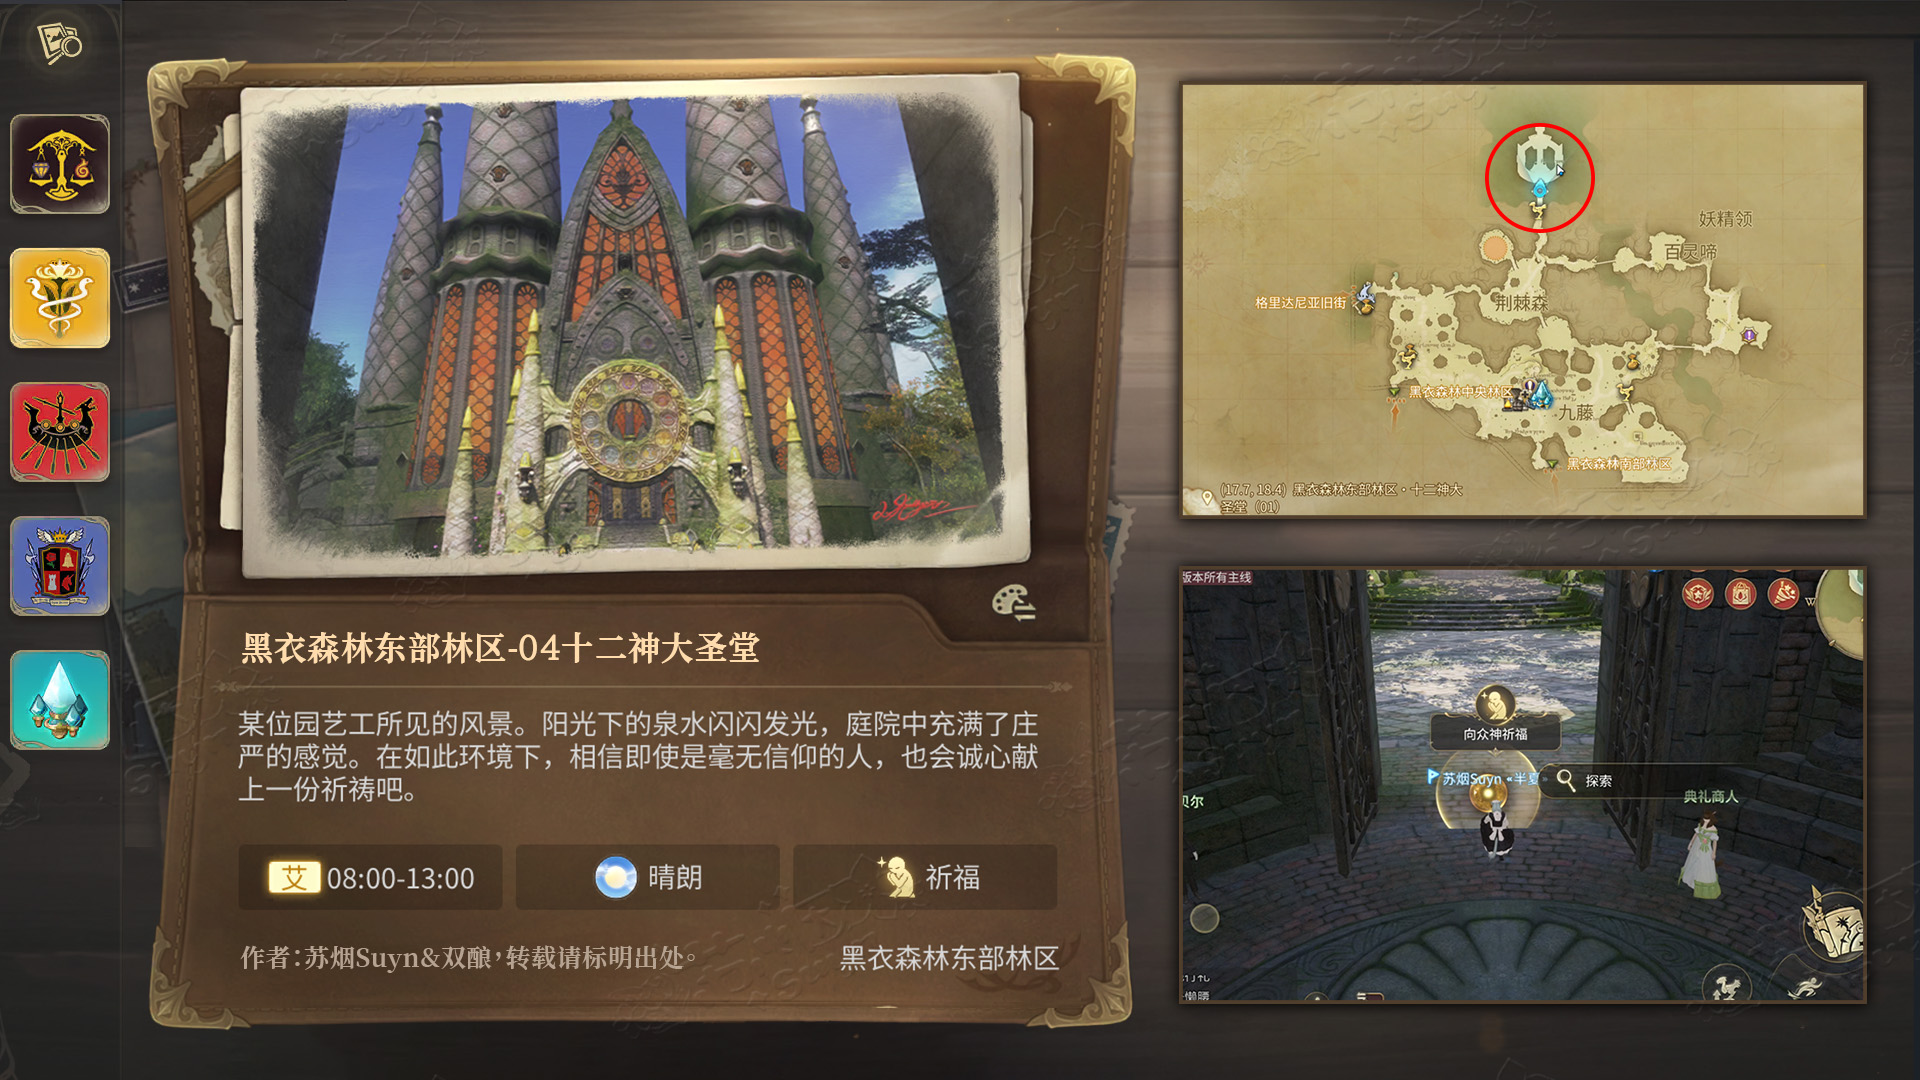 黑衣森林东部林区-04十二神大圣堂
某位园艺工所见的风景。阳光下的泉水闪闪发光，庭院中充满了庄
严的感觉。在如此环境下，相信即使是毫无信仰的人，也会诚心献
上一份祈祷吧。
艾 08:00-13:00
晴朗
祈福
作者：苏烟Suyn&双酿，转载请标明出处。
黑衣森林东部林区
妖精领
百灵啼
格里达尼亚旧街
荆棘森
黑衣森林中央林区
九藤
黑衣森林南部林区
(17.7, 18.4) 黑衣森林东部林区・十二神大
圣堂 (01)
版本所有主线
向众神祈福
苏烟Suyn «半夏»
探索
贝尔
典礼商人